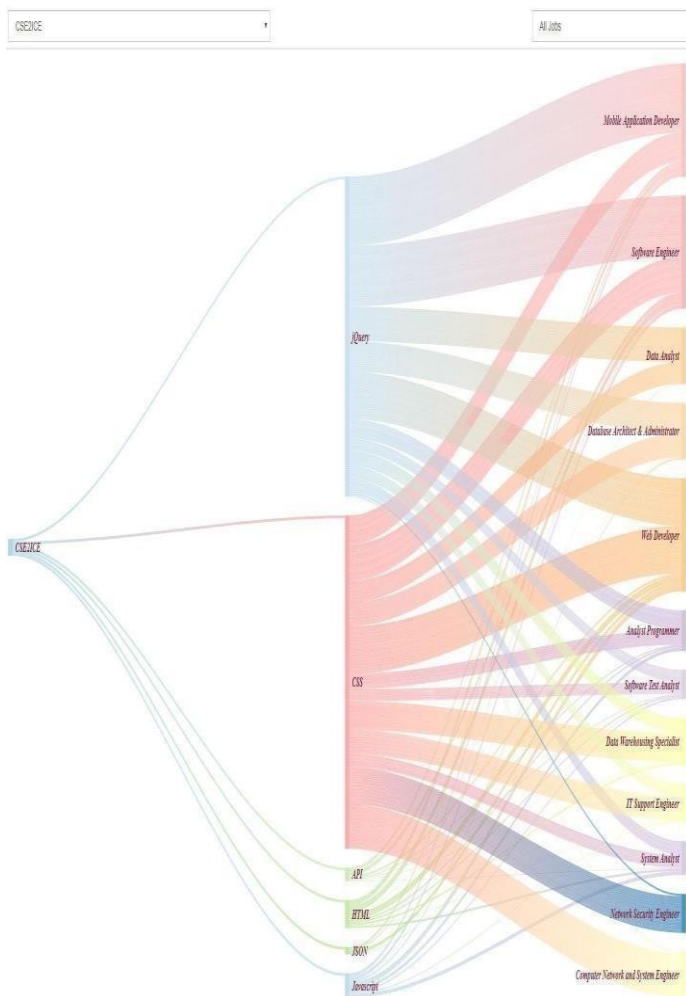 CSE2ICE
All Jobs
Mobile Application Developer
Software Engineer
jQuery
Data Analyst
Database Architect & Administrator
Web Developer
CSE2ICE
Analyst Programmer
CSS
Software Test Analyst
Data Warehousing Specialist
IT Support Engineer
System Analyst
API
Network Security Engineer
HTML
JSON
Computer Network and System Engineer
Javascript